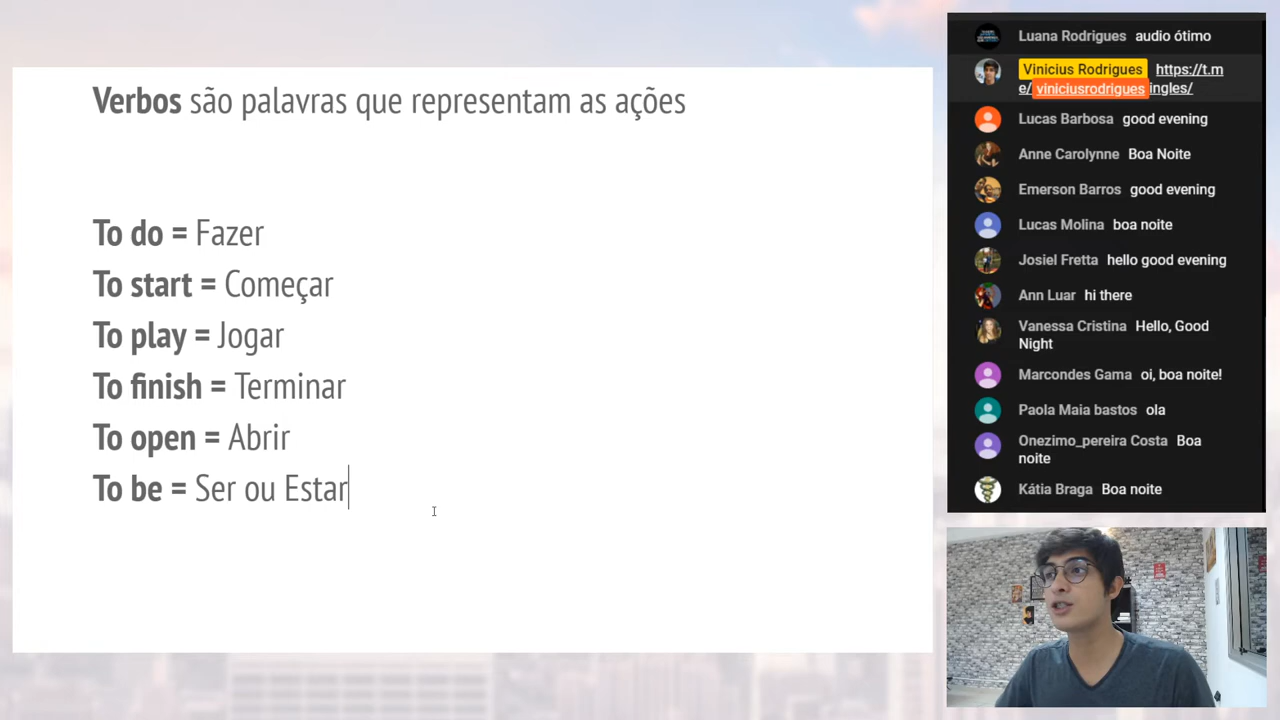 Verbos são palavras que representam as ações
To do = Fazer
To start = Começar
To play = Jogar
To finish = Terminar
To open = Abrir
To be = Ser ou Estar
Luana Rodrigues audio ótimo
Vinicius Rodrigues https://t.m
e/viniciusrodriguesingles/
Lucas Barbosa good evening
Anne Carolynne Boa Noite
Emerson Barros good evening
Lucas Molina boa noite
Josiel Fretta hello good evening
Ann Luar hi there
Vanessa Cristina Hello, Good
Night
Marcondes Gama oi, boa noite!
Paola Maia bastos ola
Onezimo_pereira Costa Boa
noite
Kátia Braga Boa noite